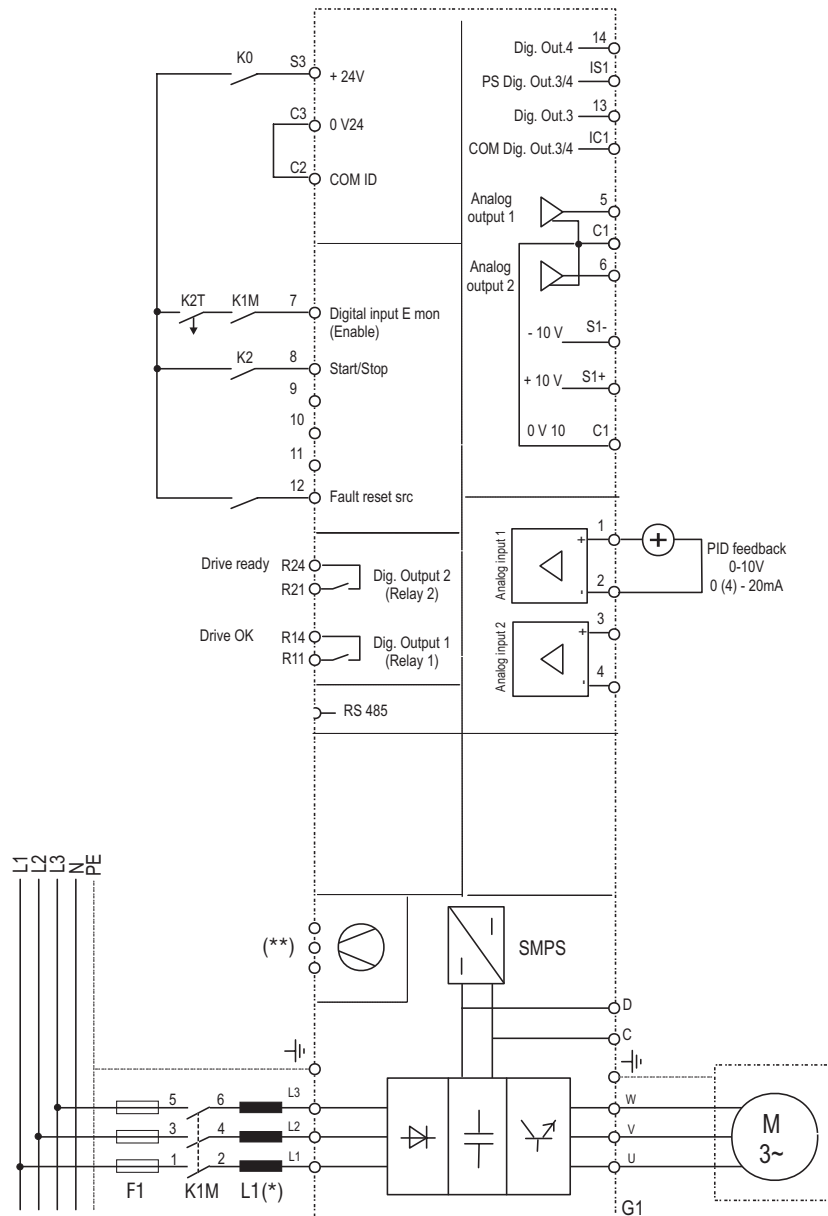 K0
S3
+ 24V
C3
0 V24
C2
COM ID
K2T
K1M
7
Digital input E mon
(Enable)
K2
8
Start/Stop
9
10
11
12
Fault reset src
Drive ready
R24
R21
Dig. Output 2
(Relay 2)
Drive OK
R14
R11
Dig. Output 1
(Relay 1)
RS 485
Dig. Out.4
14
PS Dig. Out.3/4
IS1
Dig. Out.3
13
COM Dig. Out.3/4
IC1
Analog
output 1
5
C1
Analog
output 2
6
- 10 V
S1-
+ 10 V
S1+
0 V 10
C1
Analog input 1
+
-
1
2
+
PID feedback
0-10V
0 (4) - 20mA
Analog input 2
+
-
3
4
L1
L2
L3
N
PE
(**)
SMPS
D
C
5
6
L3
3
4
L2
1
2
L1
F1
K1M
L1(*)
W
V
U
M
3~
G1